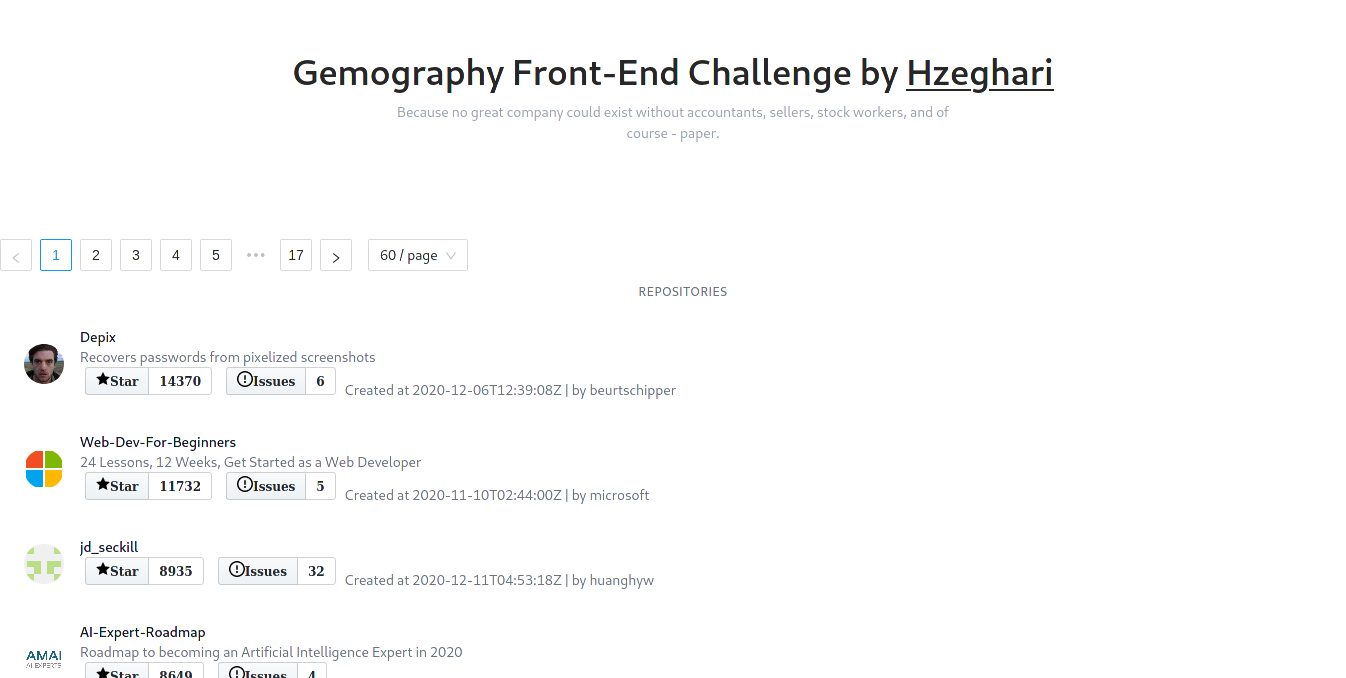 Gemography Front-End Challenge by Hzeghari
Because no great company could exist without accountants, sellers, stock workers, and of
course - paper.
< 1 2 3 4 5 ••• 17 > 60 / page
REPOSITORIES
Depix
Recovers passwords from pixelized screenshots
Star 14370 Issues 6 Created at 2020-12-06T12:39:08Z | by beurtschipper
Web-Dev-For-Beginners
24 Lessons, 12 Weeks, Get Started as a Web Developer
Star 11732 Issues 5 Created at 2020-11-10T02:44:00Z | by microsoft
jd_seckill
Star 8935 Issues 32 Created at 2020-12-11T04:53:18Z | by huanghyw
AI-Expert-Roadmap
AMAI
AI EXPERTS
Roadmap to becoming an Artificial Intelligence Expert in 2020
Star 8649 Issues 4